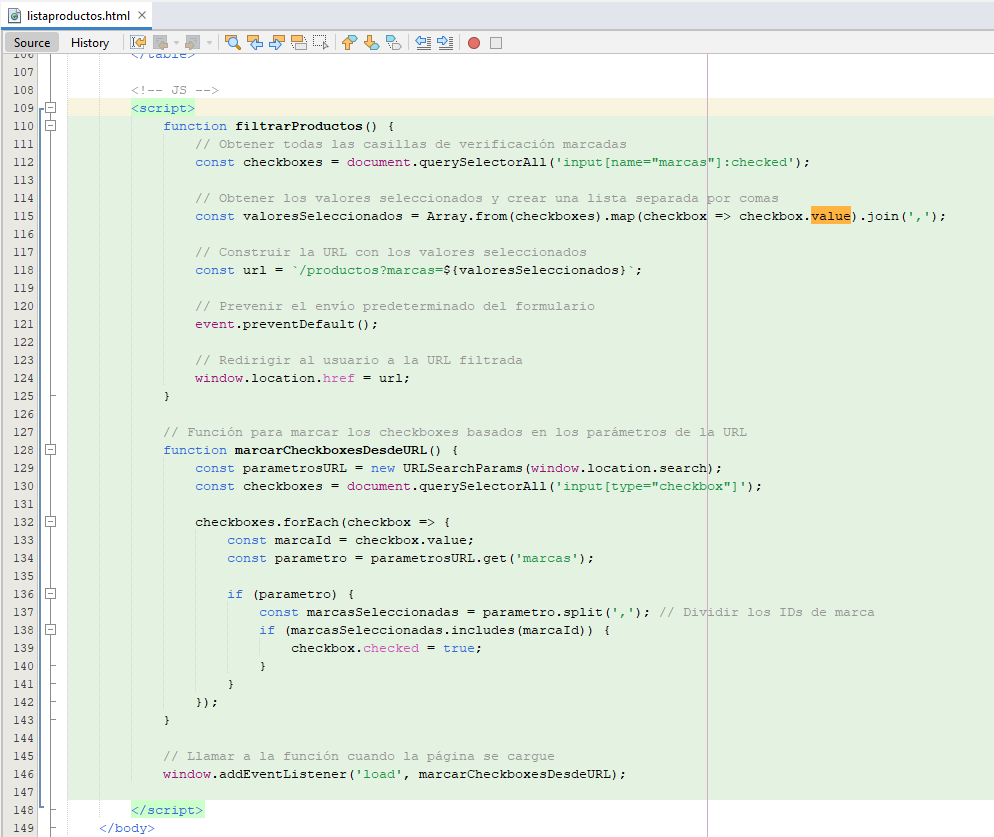 listaproductos.html
Source History
106 </table>
107
108 <!-- JS -->
109 <script>
110 function filtrarProductos() {
111 // Obtener todas las casillas de verificación marcadas
112 const checkboxes = document.querySelectorAll('input[name="marcas"]:checked');
113
114 // Obtener los valores seleccionados y crear una lista separada por comas
115 const valoresSeleccionados = Array.from(checkboxes).map(checkbox => checkbox.value).join(',');
116
117 // Construir la URL con los valores seleccionados
118 const url = `/productos?marcas=${valoresSeleccionados}`;
119
120 // Prevenir el envío predeterminado del formulario
121 event.preventDefault();
122
123 // Redirigir al usuario a la URL filtrada
124 window.location.href = url;
125 }
126
127 // Función para marcar los checkboxes basados en los parámetros de la URL
128 function marcarCheckboxesDesdeURL() {
129 const parametrosURL = new URLSearchParams(window.location.search);
130 const checkboxes = document.querySelectorAll('input[type="checkbox"]');
131
132 checkboxes.forEach(checkbox => {
133 const marcaId = checkbox.value;
134 const parametro = parametrosURL.get('marcas');
135
136 if (parametro) {
137 const marcasSeleccionadas = parametro.split(','); // Dividir los IDs de marca
138 if (marcasSeleccionadas.includes(marcaId)) {
139 checkbox.checked = true;
140 }
141 }
142 });
143 }
144
145 // Llamar a la función cuando la página se cargue
146 window.addEventListener('load', marcarCheckboxesDesdeURL);
147
148 </script>
149 </body>